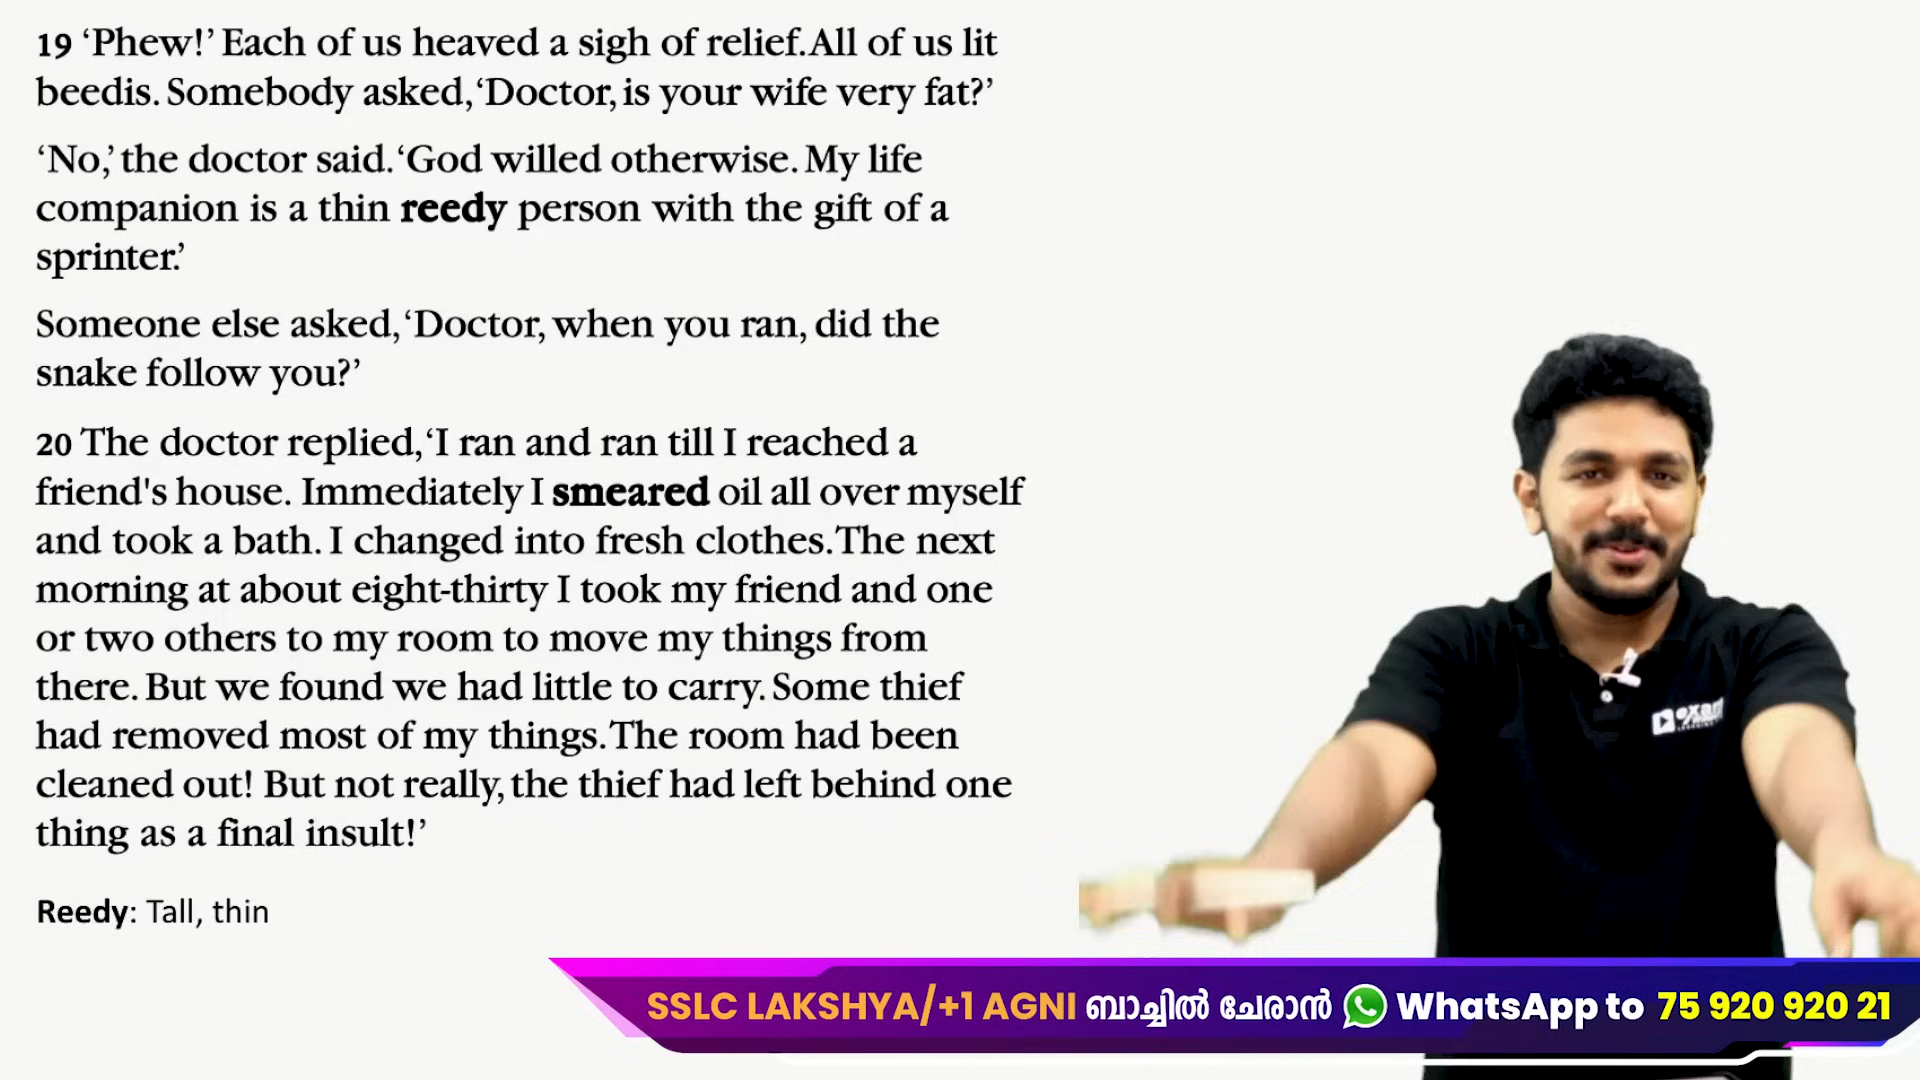 19 ‘Phew!’ Each of us heaved a sigh of relief. All of us lit
beedis. Somebody asked, ‘Doctor, is your wife very fat?’
‘No,’ the doctor said. ‘God willed otherwise. My life
companion is a thin reedy person with the gift of a
sprinter.’
Someone else asked, ‘Doctor, when you ran, did the
snake follow you?’
20 The doctor replied, ‘I ran and ran till I reached a
friend's house. Immediately I smeared oil all over myself
and took a bath. I changed into fresh clothes. The next
morning at about eight-thirty I took my friend and one
or two others to my room to move my things from
there. But we found we had little to carry. Some thief
had removed most of my things. The room had been
cleaned out! But not really, the thief had left behind one
thing as a final insult!’
Reedy: Tall, thin
SSLC LAKSHYA/+1 AGNI ബാച്ചിൽ ചേരാൻ WhatsApp to 75 920 920 21